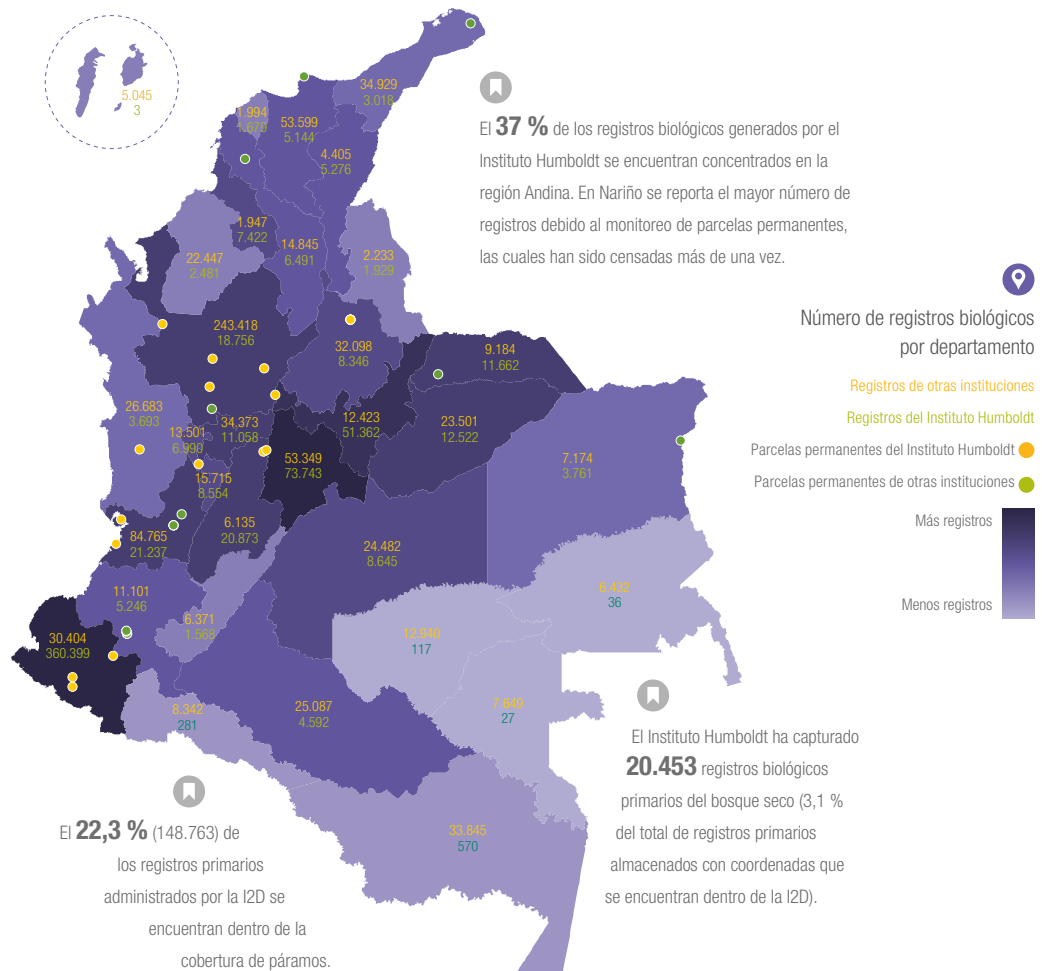 5.045
3
34.929
3.018
1.994
1.670
53.599
5.144
4.405
5.276
El 37 % de los registros biológicos generados por el
Instituto Humboldt se encuentran concentrados en la
región Andina. En Nariño se reporta el mayor número de
registros debido al monitoreo de parcelas permanentes,
las cuales han sido censadas más de una vez.
1.947
7.422
14.845
6.491
22.447
2.481
2.233
1.929
Número de registros biológicos
por departamento
Registros de otras instituciones
Registros del Instituto Humboldt
Parcelas permanentes del Instituto Humboldt
Parcelas permanentes de otras instituciones
Más registros
Menos registros
243.418
18.756
32.098
8.346
9.184
11.662
26.683
3.693
13.501
6.990
34.373
11.058
12.423
51.362
23.501
12.522
53.349
73.743
7.174
3.761
15.715
8.554
6.135
20.873
84.765
21.237
24.482
8.645
11.101
5.246
6.371
1.568
6.432
36
30.404
360.399
12.940
117
8.342
281
25.087
4.592
7.649
27
33.845
570
El Instituto Humboldt ha capturado
20.453 registros biológicos
primarios del bosque seco (3,1 %
del total de registros primarios
almacenados con coordenadas que
se encuentran dentro de la I2D).
El 22,3 % (148.763) de
los registros primarios
administrados por la I2D se
encuentran dentro de la
cobertura de páramos.